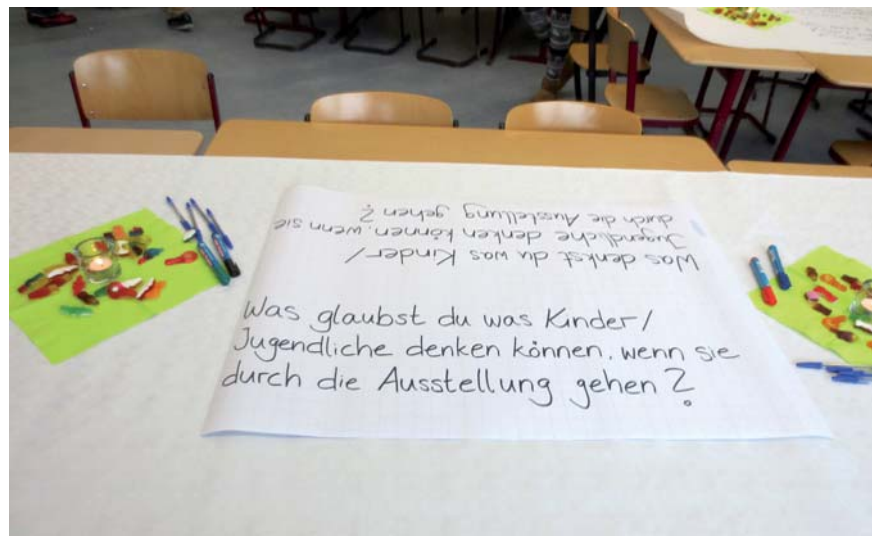 Was denkst du was Kinder/
Jugendliche denken können, wenn sie
durch die Ausstellung gehen?
Was glaubst du was Kinder/
Jugendliche denken können, wenn sie
durch die Ausstellung gehen?